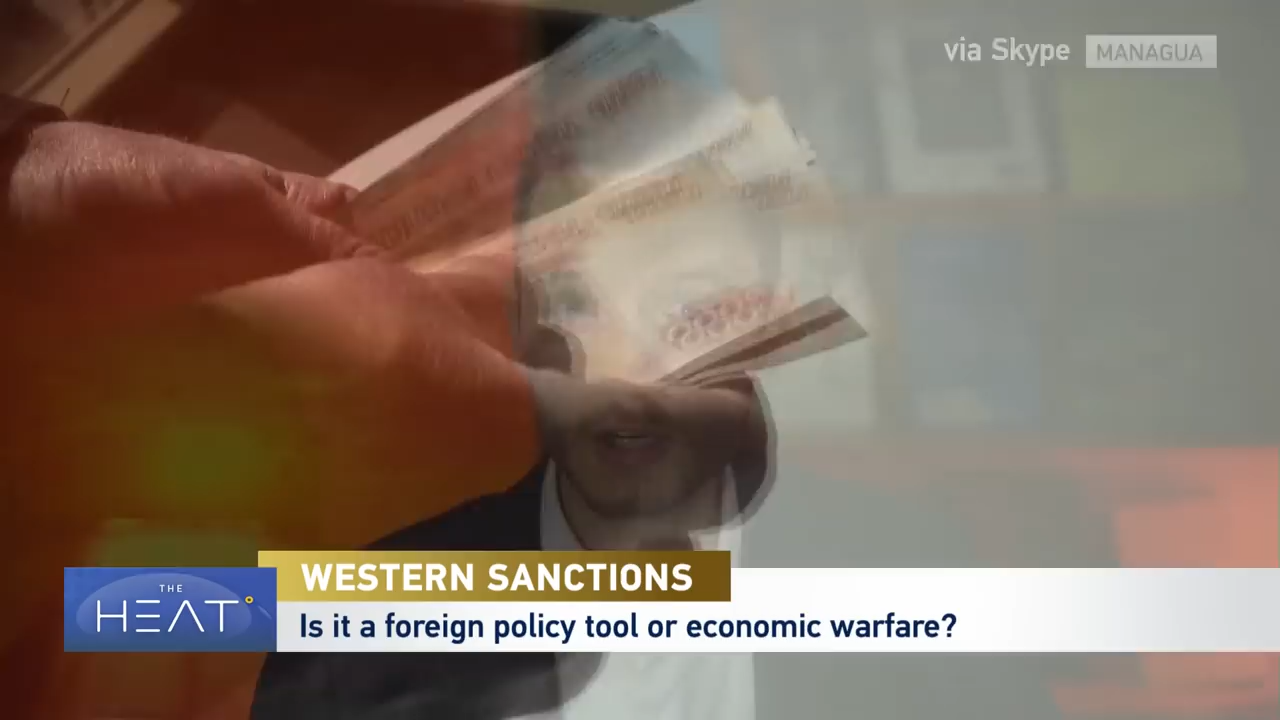 via Skype MANAGUA
WESTERN SANCTIONS
THE
HEAT
Is it a foreign policy tool or economic warfare?